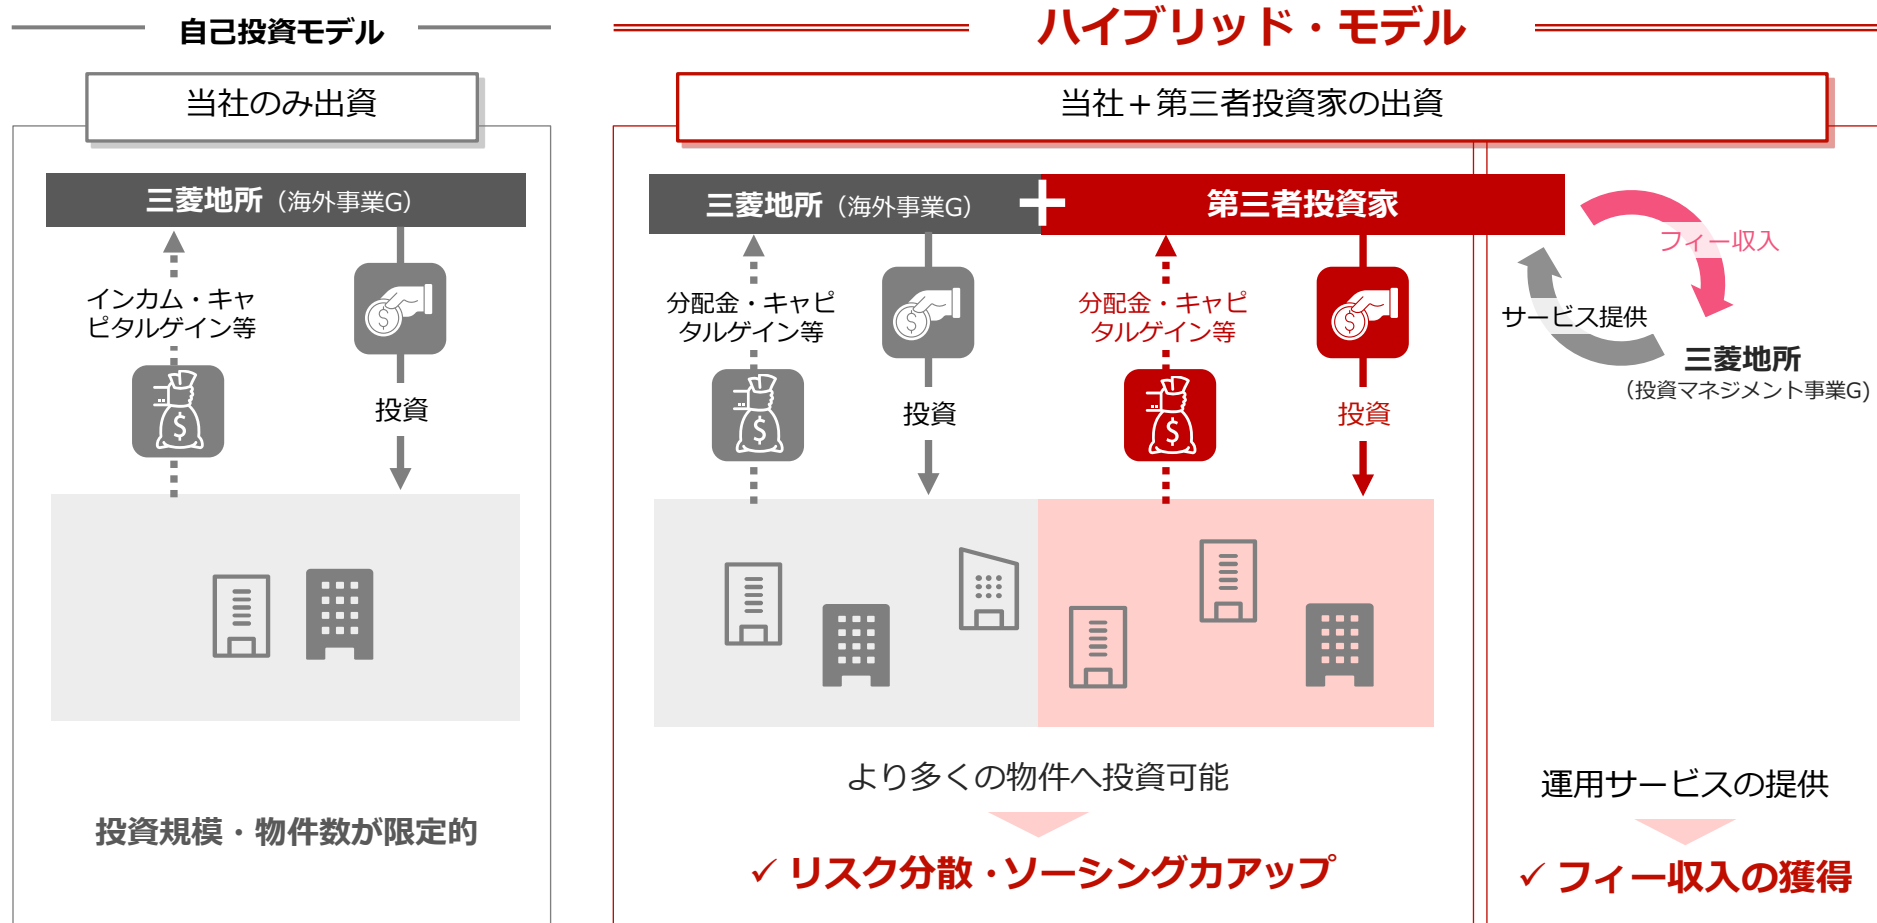 自己投資モデル
当社のみ出資
三菱地所（海外事業G）
インカム・キャ
ピタルゲイン等
投資
投資規模・物件数が限定的
ハイブリッド・モデル
当社＋第三者投資家の出資
三菱地所（海外事業G）
＋
第三者投資家
分配金・キャピ
タルゲイン等
投資
分配金・キャピ
タルゲイン等
投資
より多くの物件へ投資可能
✓ リスク分散・ソーシング力アップ
フィー収入
サービス提供
三菱地所
（投資マネジメント事業G)
運用サービスの提供
✓ フィー収入の獲得